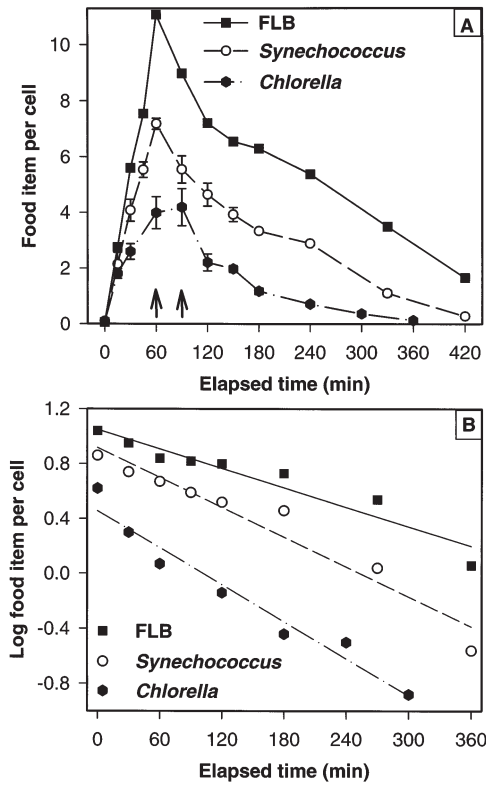 A
FLB
Synechococcus
Chlorella
10
8
6
4
2
0
Food item per cell
0 60 120 180 240 300 360 420
Elapsed time (min)
B
1.2
0.8
0.4
0.0
-0.4
-0.8
Log food item per cell
FLB
Synechococcus
Chlorella
0 60 120 180 240 300 360
Elapsed time (min)